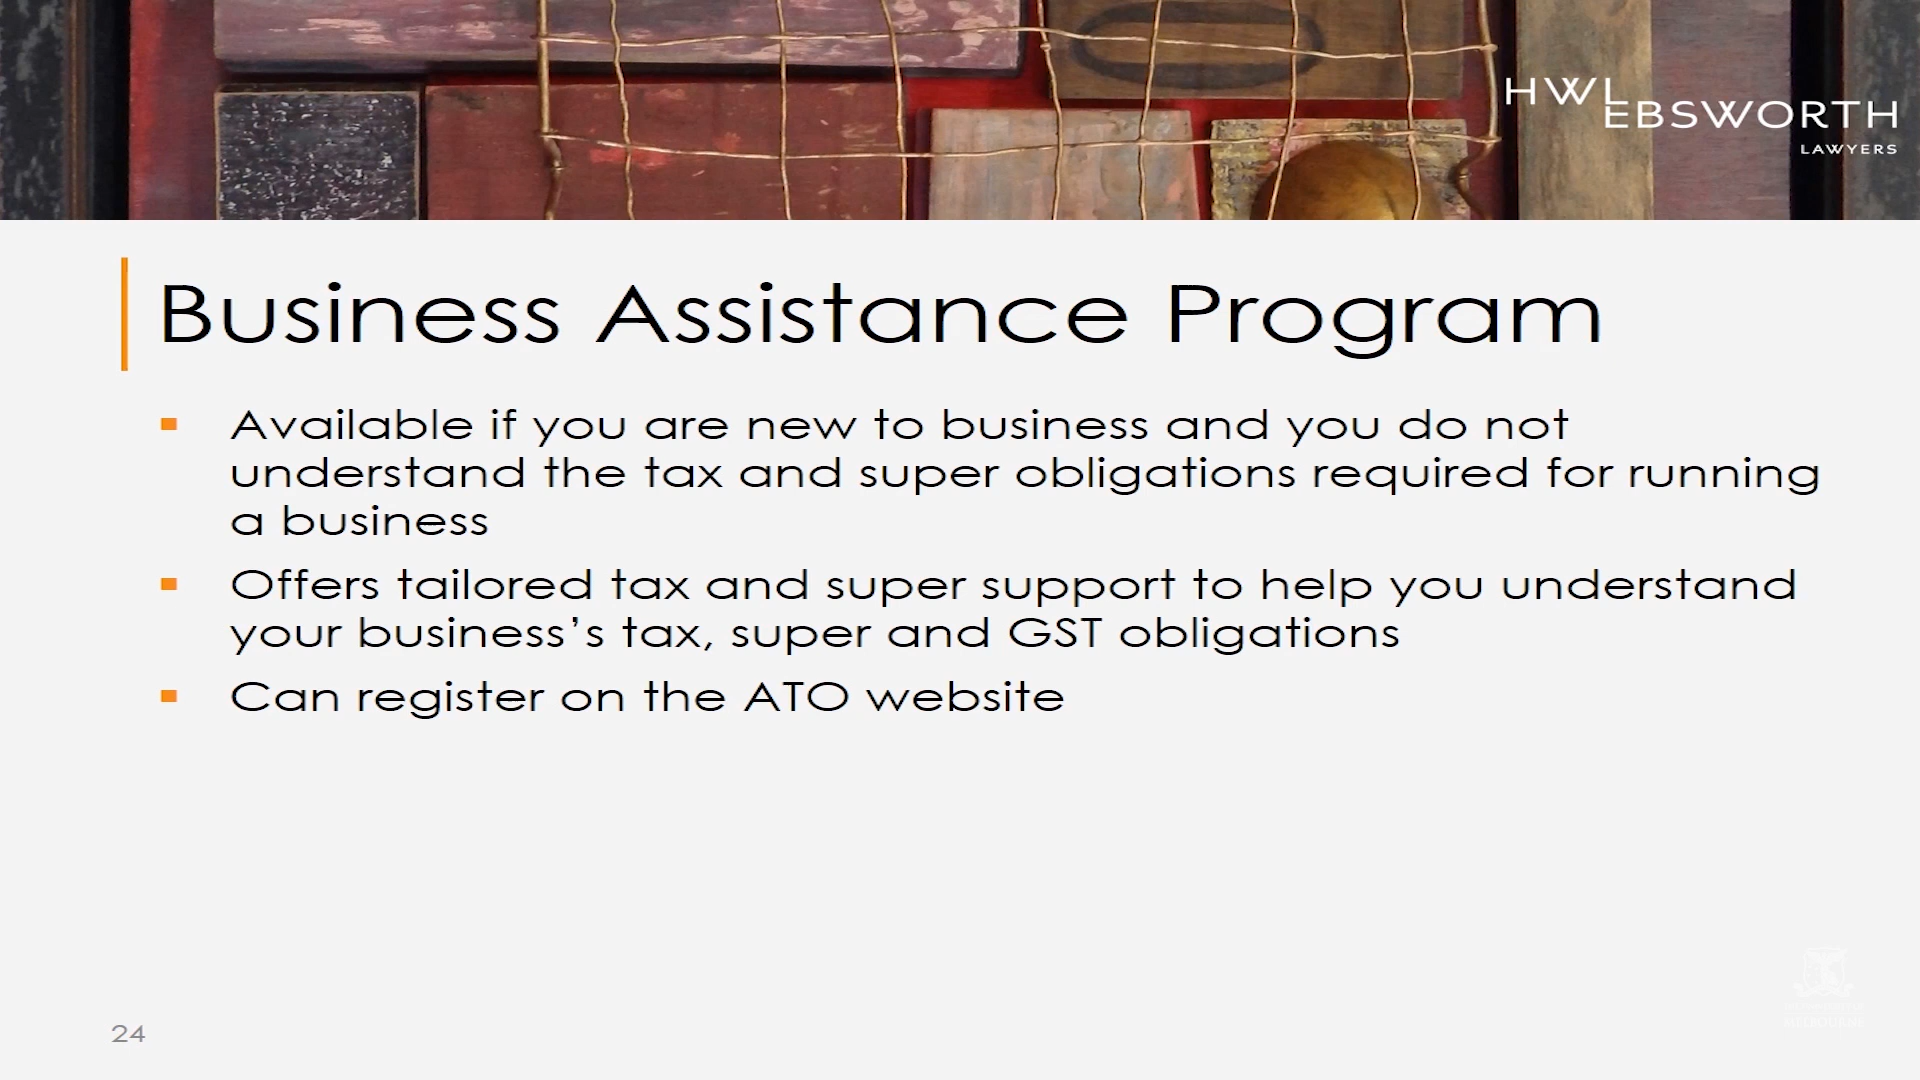 HWL
EBSWORTH
LAWYERS
Business Assistance Program
Available if you are new to business and you do not
understand the tax and super obligations required for running
a business
Offers tailored tax and super support to help you understand
your business’s tax, super and GST obligations
Can register on the ATO website
24
MELBOURNE